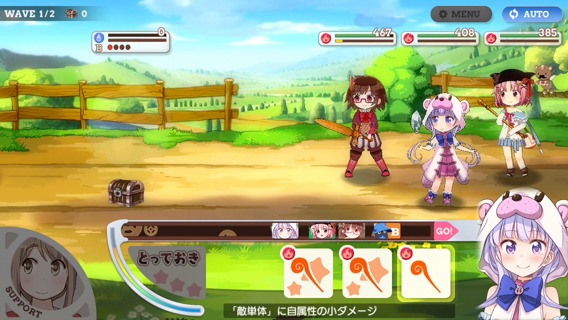 WAVE 1/2 0
MENU
AUTO
0
B
467
408
385
B
GO!
とっておき
SUPPORT
「敵単体」に自属性の小ダメージ